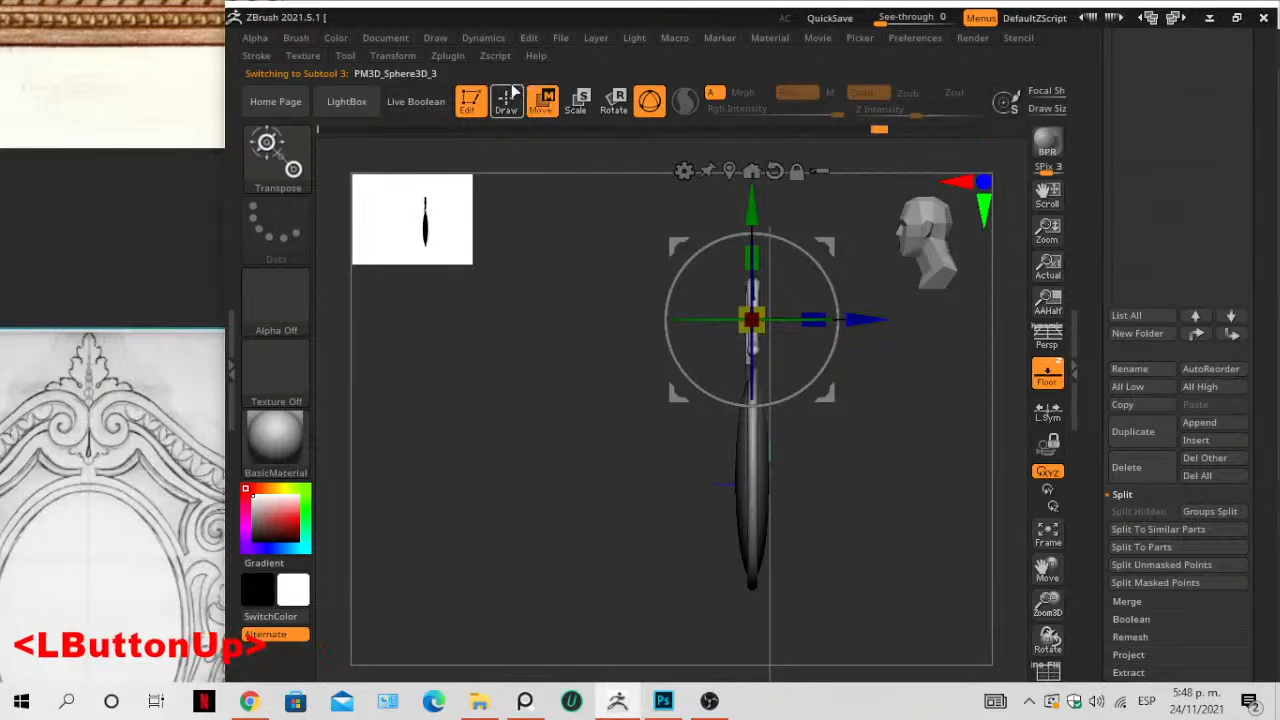 ZBrush 2021.5.1 [
AC QuickSave See-through 0 Menus DefaultZScript
Alpha Brush Color Document Draw Dynamics Edit File Layer Light Macro Marker Material Movie Picker Preferences Render Stencil
Stroke Texture Tool Transform Zplugin Zscript Help
Switching to Subtool 3: PM3D_Sphere3D_3
Home Page LightBox Live Boolean Edit Draw Move Scale Rotate A Mrgb M Zsub Zcut Focal Sh
Rgb Intensity Z Intensity Draw Size
Transpose
Dots
Alpha Off
Texture Off
BasicMaterial
Gradient
SwitchColor
Alternate
<LButtonUp>
BPR
SPix 3
Scroll
Zoom
Actual
AAHalf
Dynamic
Persp
Floor
L.Sym
XYZ
Frame
Move
Zoom3D
Rotate
Line Fill
List All
New Folder
Rename AutoReorder
All Low All High
Copy Paste
Duplicate Append
Insert
Delete Del Other
Del All
Split
Split Hidden Groups Split
Split To Similar Parts
Split To Parts
Split Unmasked Points
Split Masked Points
Merge
Boolean
Remesh
Project
Extract
ESP 5:48 p. m.
24/11/2021
2